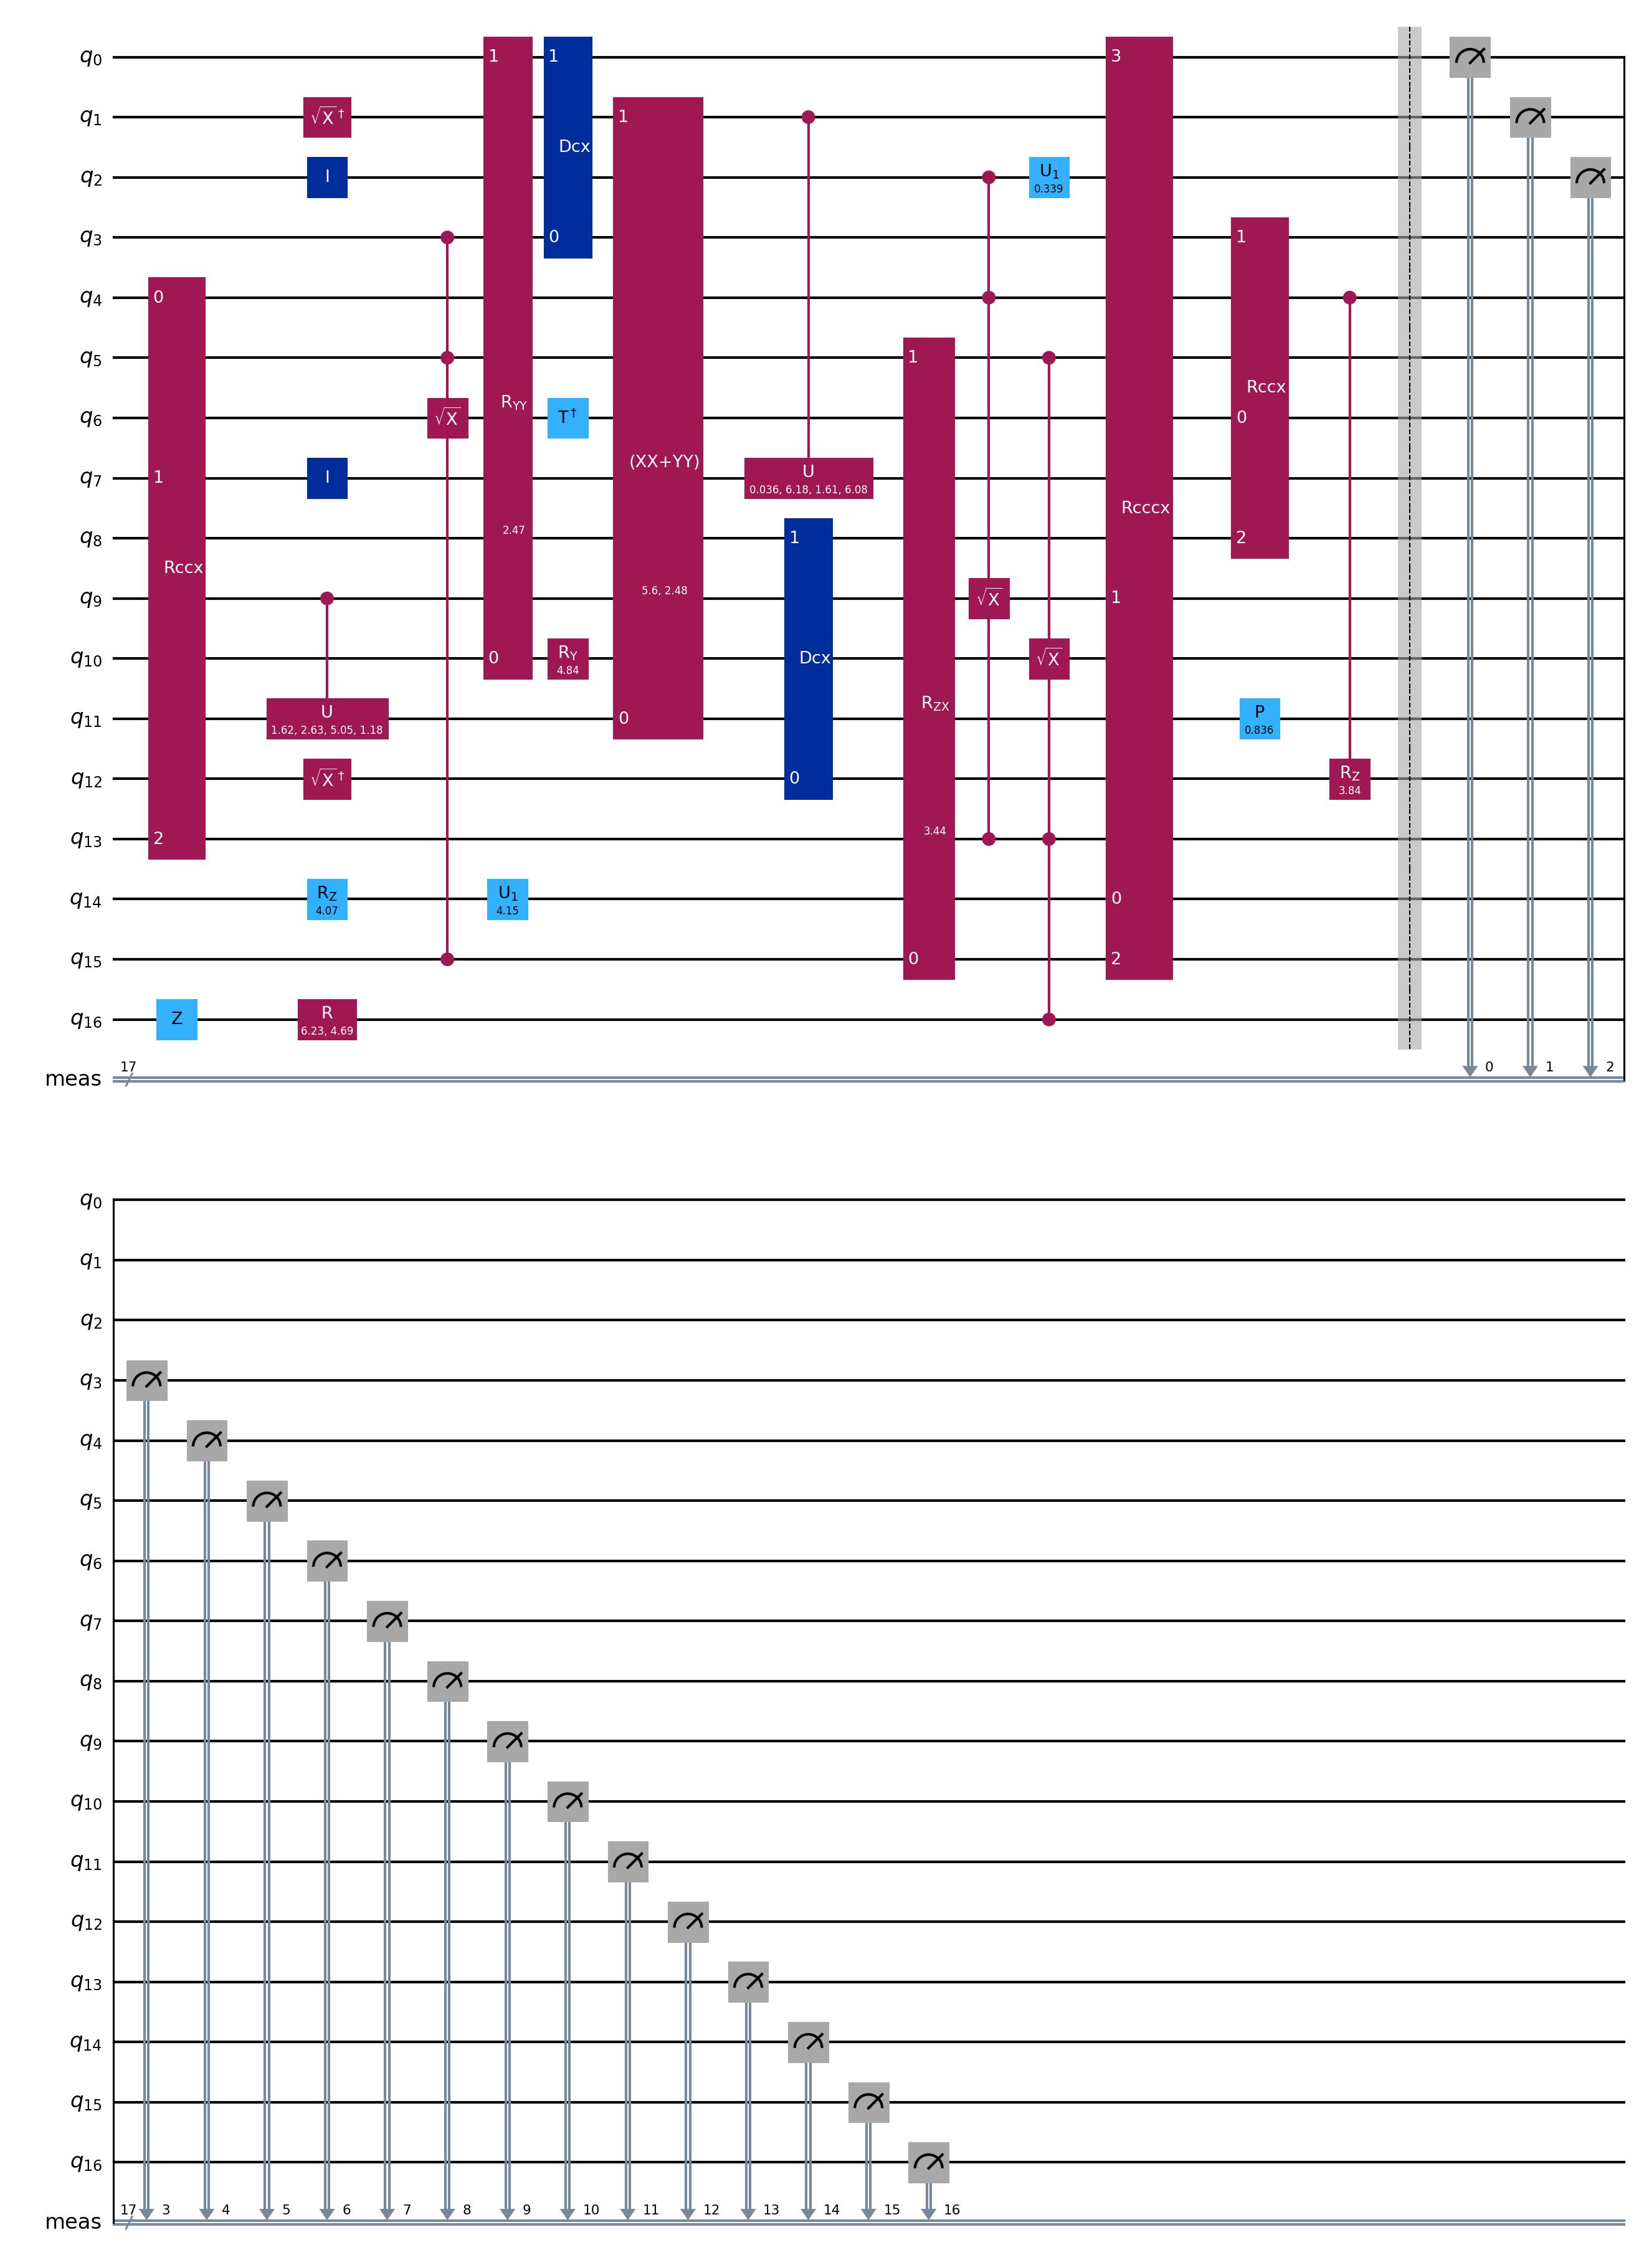 q0 1 1 3
q1 √X† 1 Dcx
q2 I U1 0.339
q3 0 1
q4 0
q5 1 Rccx
q6 √X RYY T† 0
q7 1 I (XX+YY) U 0.036, 6.18, 1.61, 6.08
q8 2.47 1 Rcccx 2
Rccx
q9 5.6, 2.48 √X 1
q10 0 RY 4.84 Dcx √X
q11 U 1.62, 2.63, 5.05, 1.18 0 RZX P 0.836
q12 √X† 0 RZ 3.84
q13 2 3.44
q14 RZ 4.07 U1 4.15 0
q15 0 2
q16 Z R 6.23, 4.69
meas 17 0 1 2
q0
q1
q2
q3
q4
q5
q6
q7
q8
q9
q10
q11
q12
q13
q14
q15
q16
meas 17 3 4 5 6 7 8 9 10 11 12 13 14 15 16